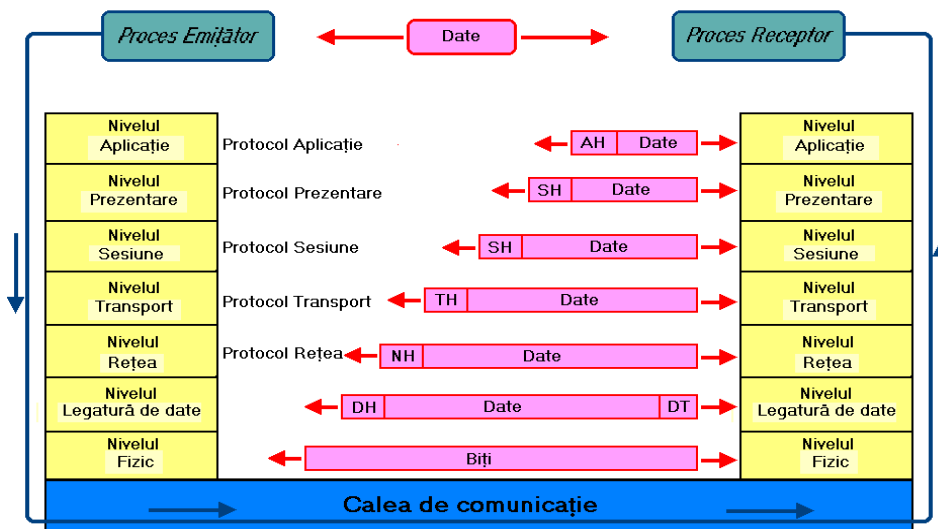 Proces Emițător
Date
Proces Receptor
Nivelul
Aplicație
Protocol Aplicație
AH
Date
Nivelul
Aplicație
Nivelul
Prezentare
Protocol Prezentare
SH
Date
Nivelul
Prezentare
Nivelul
Sesiune
Protocol Sesiune
SH
Date
Nivelul
Sesiune
Nivelul
Transport
Protocol Transport
TH
Date
Nivelul
Transport
Nivelul
Rețea
Protocol Rețea
NH
Date
Nivelul
Rețea
Nivelul
Legatură de date
DH
Date
DT
Nivelul
Legatură de date
Nivelul
Fizic
Biți
Nivelul
Fizic
Calea de comunicație